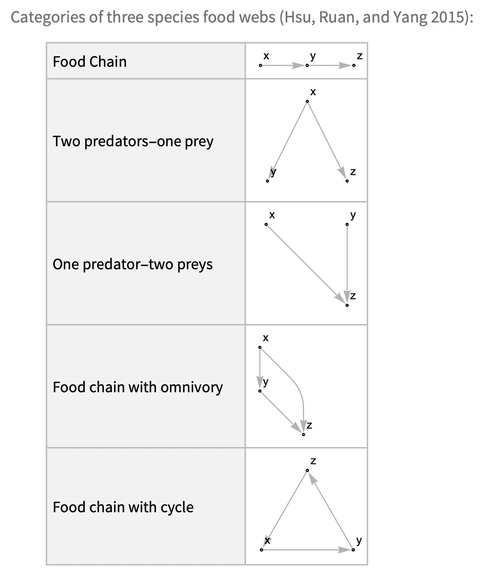 Categories of three species food webs (Hsu, Ruan, and Yang 2015):
Food Chain
x y z
Two predators–one prey
x
y z
One predator–two preys
x y
z
Food chain with omnivory
x
y
z
Food chain with cycle
z
x y